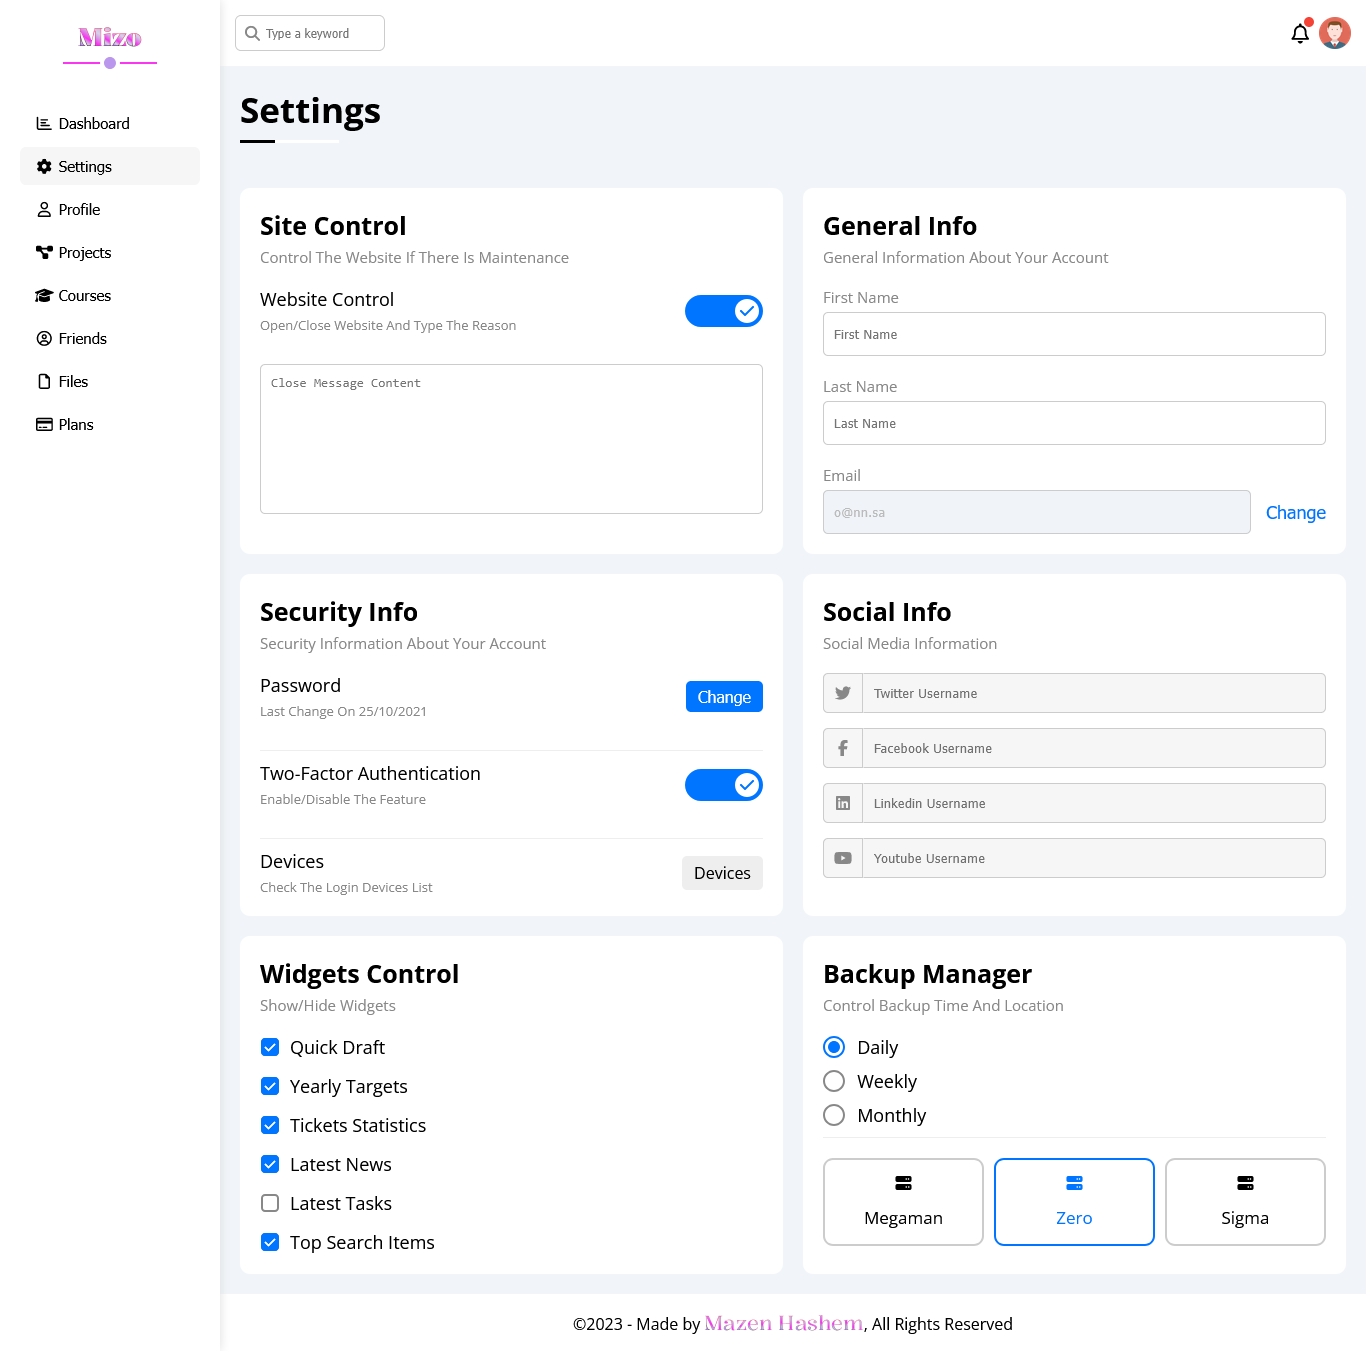 Mizo
Type a keyword
Dashboard
Settings
Profile
Projects
Courses
Friends
Files
Plans
Settings
Site Control
Control The Website If There Is Maintenance
Website Control
Open/Close Website And Type The Reason
Close Message Content
General Info
General Information About Your Account
First Name
First Name
Last Name
Last Name
Email
o@nn.sa
Change
Security Info
Security Information About Your Account
Password
Last Change On 25/10/2021
Change
Two-Factor Authentication
Enable/Disable The Feature
Devices
Check The Login Devices List
Devices
Social Info
Social Media Information
Twitter Username
Facebook Username
Linkedin Username
Youtube Username
Widgets Control
Show/Hide Widgets
Quick Draft
Yearly Targets
Tickets Statistics
Latest News
Latest Tasks
Top Search Items
Backup Manager
Control Backup Time And Location
Daily
Weekly
Monthly
Megaman
Zero
Sigma
©2023 - Made by Mazen Hashem, All Rights Reserved